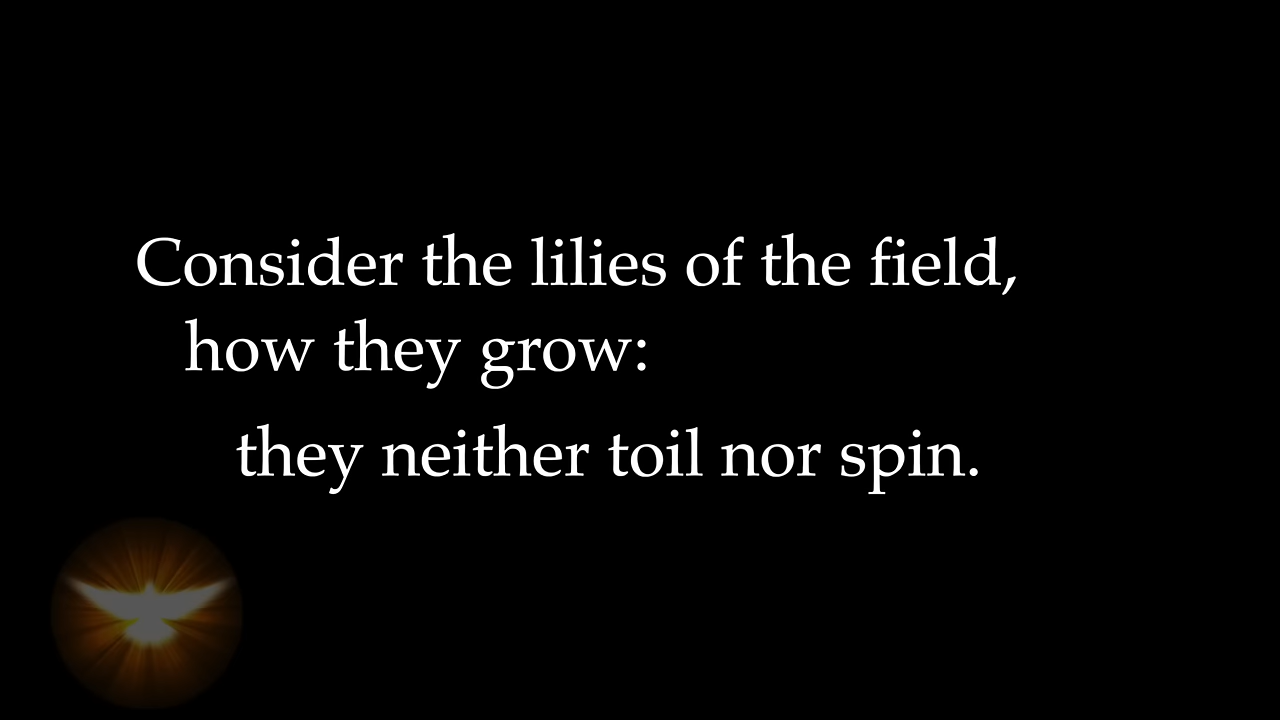 Consider the lilies of the field,
how they grow:
they neither toil nor spin.